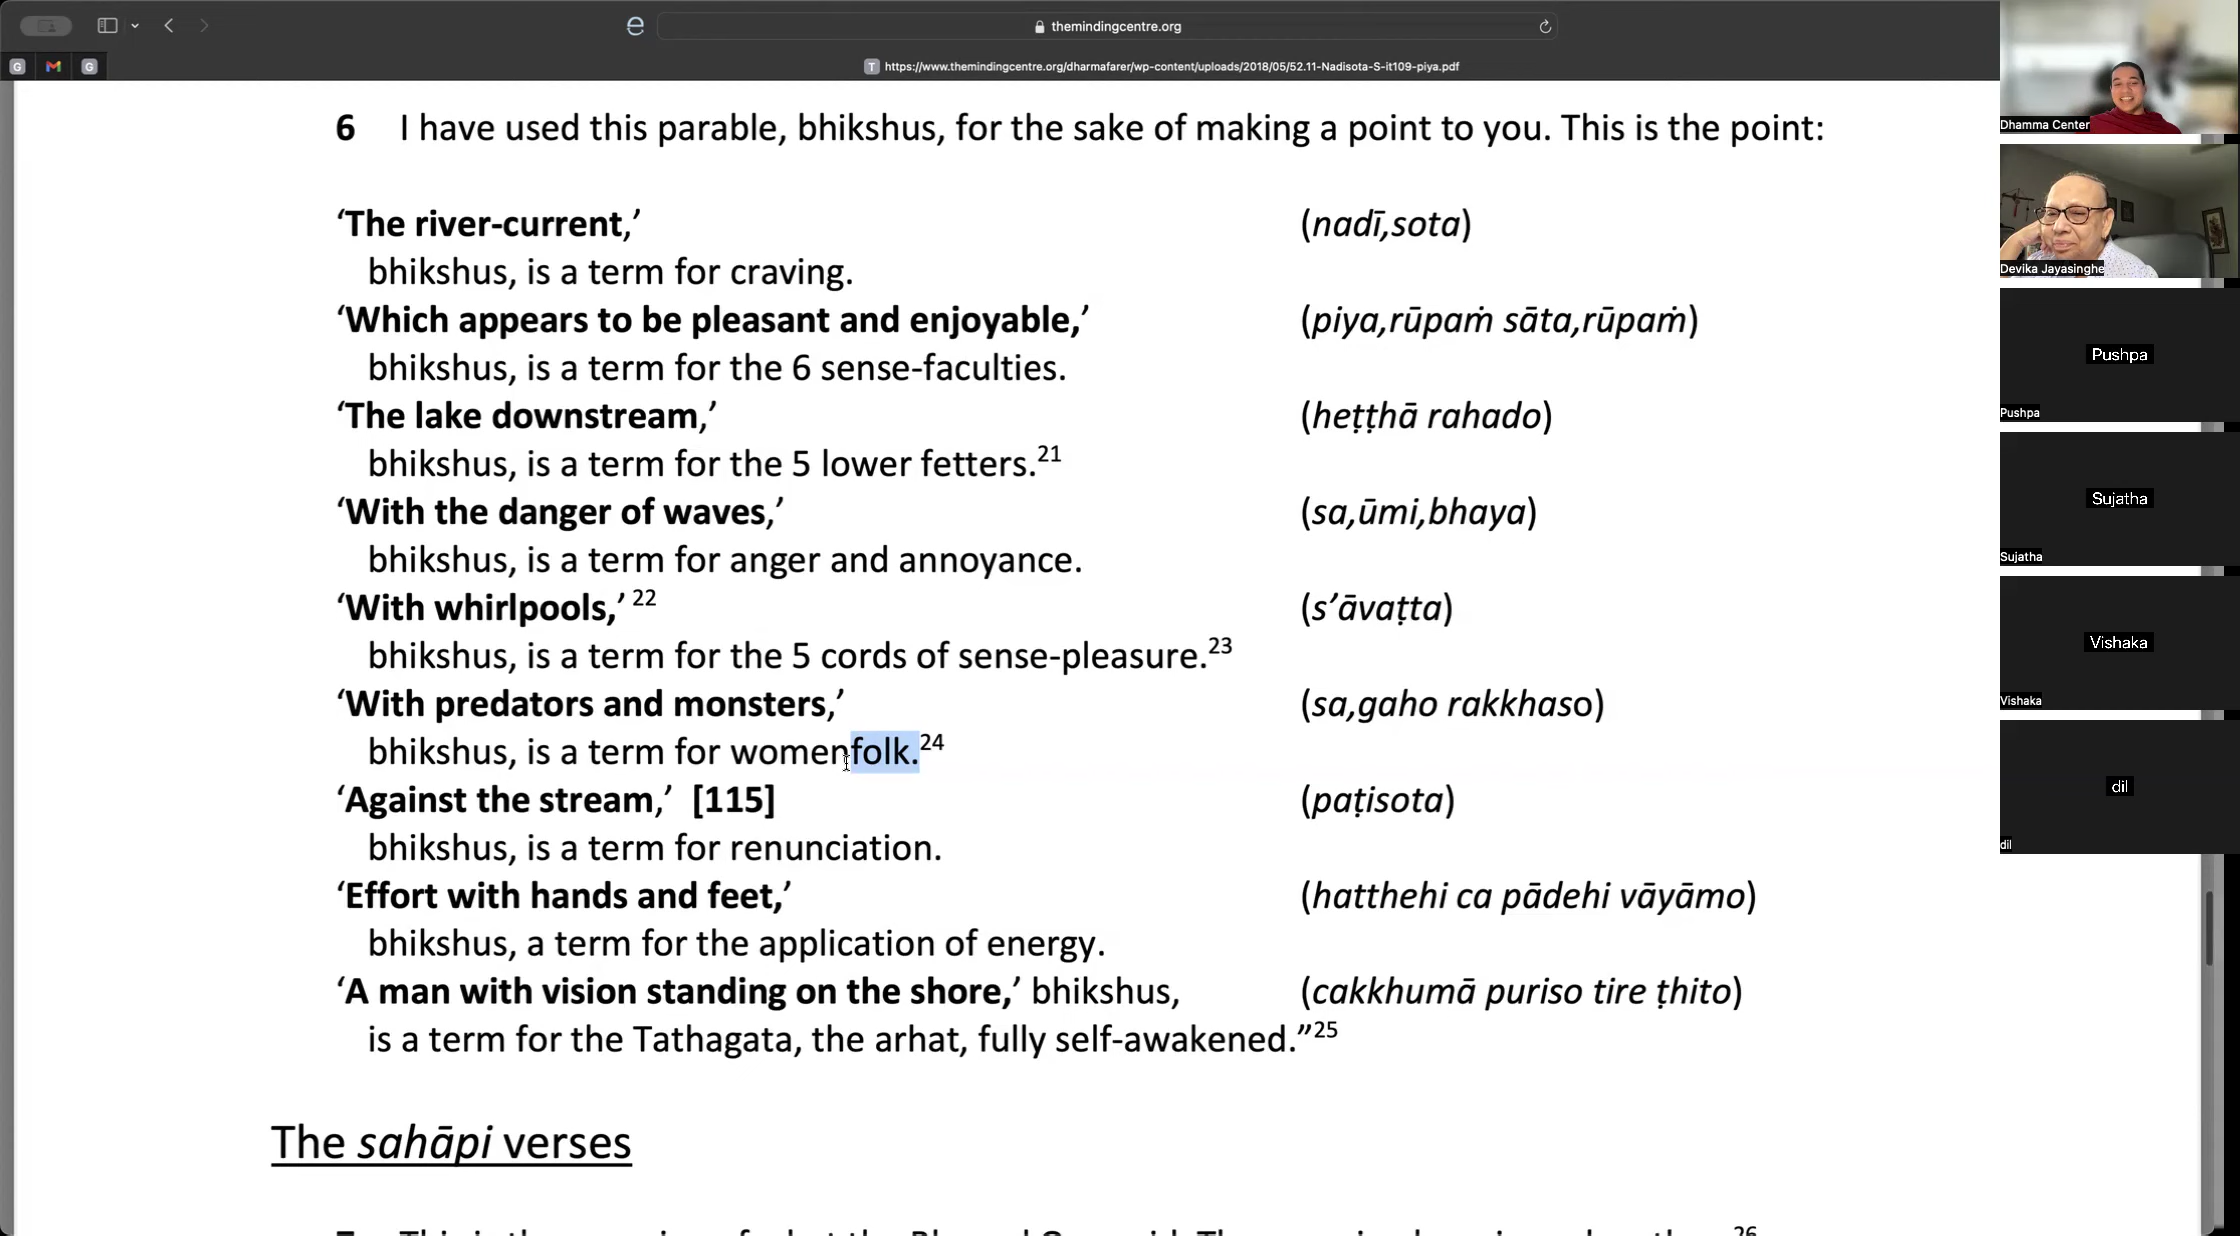 themindingcentre.org
G
G
T https://www.themindingcentre.org/dharmafarer/wp-content/uploads/2018/05/52.11-Nadisota-S-it109-piya.pdf
6 I have used this parable, bhikshus, for the sake of making a point to you. This is the point:
‘The river-current,’ (nadī,sota)
bhikshus, is a term for craving.
‘Which appears to be pleasant and enjoyable,’ (piya,rūpaṁ sāta,rūpaṁ)
bhikshus, is a term for the 6 sense-faculties.
‘The lake downstream,’ (heṭṭhā rahado)
bhikshus, is a term for the 5 lower fetters.21
‘With the danger of waves,’ (sa,ūmi,bhaya)
bhikshus, is a term for anger and annoyance.
‘With whirlpools,’ 22 (s’āvaṭṭa)
bhikshus, is a term for the 5 cords of sense-pleasure.23
‘With predators and monsters,’ (sa,gaho rakkhaso)
bhikshus, is a term for womenfolk.24
‘Against the stream,’ [115] (paṭisota)
bhikshus, is a term for renunciation.
‘Effort with hands and feet,’ (hatthehi ca pādehi vāyāmo)
bhikshus, a term for the application of energy.
‘A man with vision standing on the shore,’ bhikshus, (cakkhumā puriso tire ṭhito)
is a term for the Tathagata, the arhat, fully self-awakened.”25
The sahāpi verses
26
Dhamma Center
Devika Jayasinghe
Pushpa
Pushpa
Sujatha
Sujatha
Vishaka
Vishaka
dil
dil